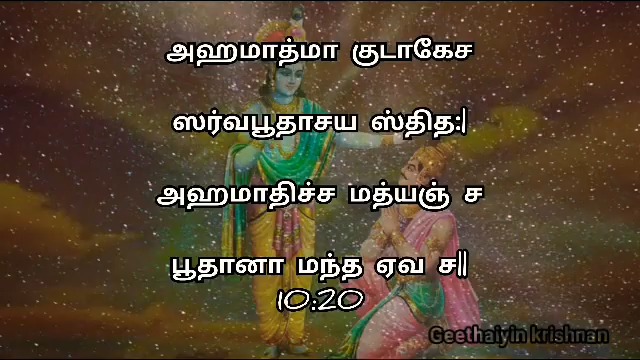 அஹமாத்மா குடாகேச
ஸர்வபூதாசய ஸ்தித:|
அஹமாதிச்ச மத்யஞ் ச
பூதானா மந்த ஏவ ச||
10:20
Geethaiyin krishnan